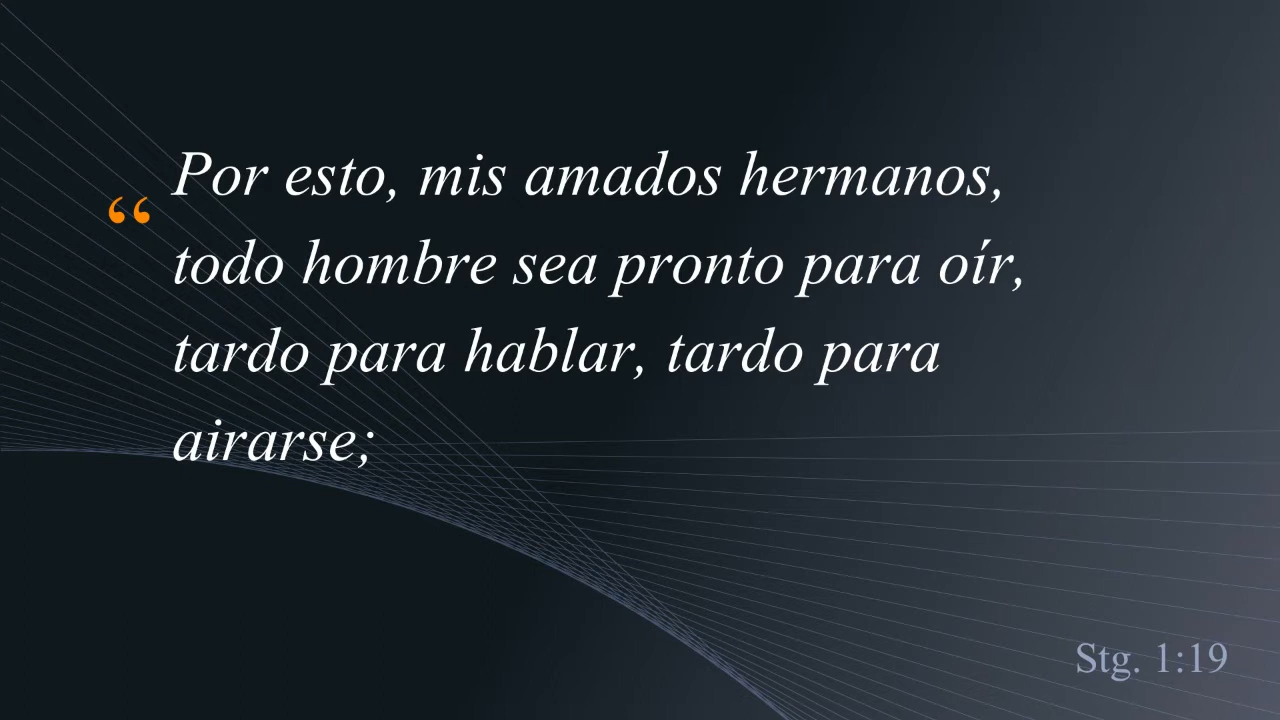 “
Por esto, mis amados hermanos,
todo hombre sea pronto para oír,
tardo para hablar, tardo para
airarse;
Stg. 1:19